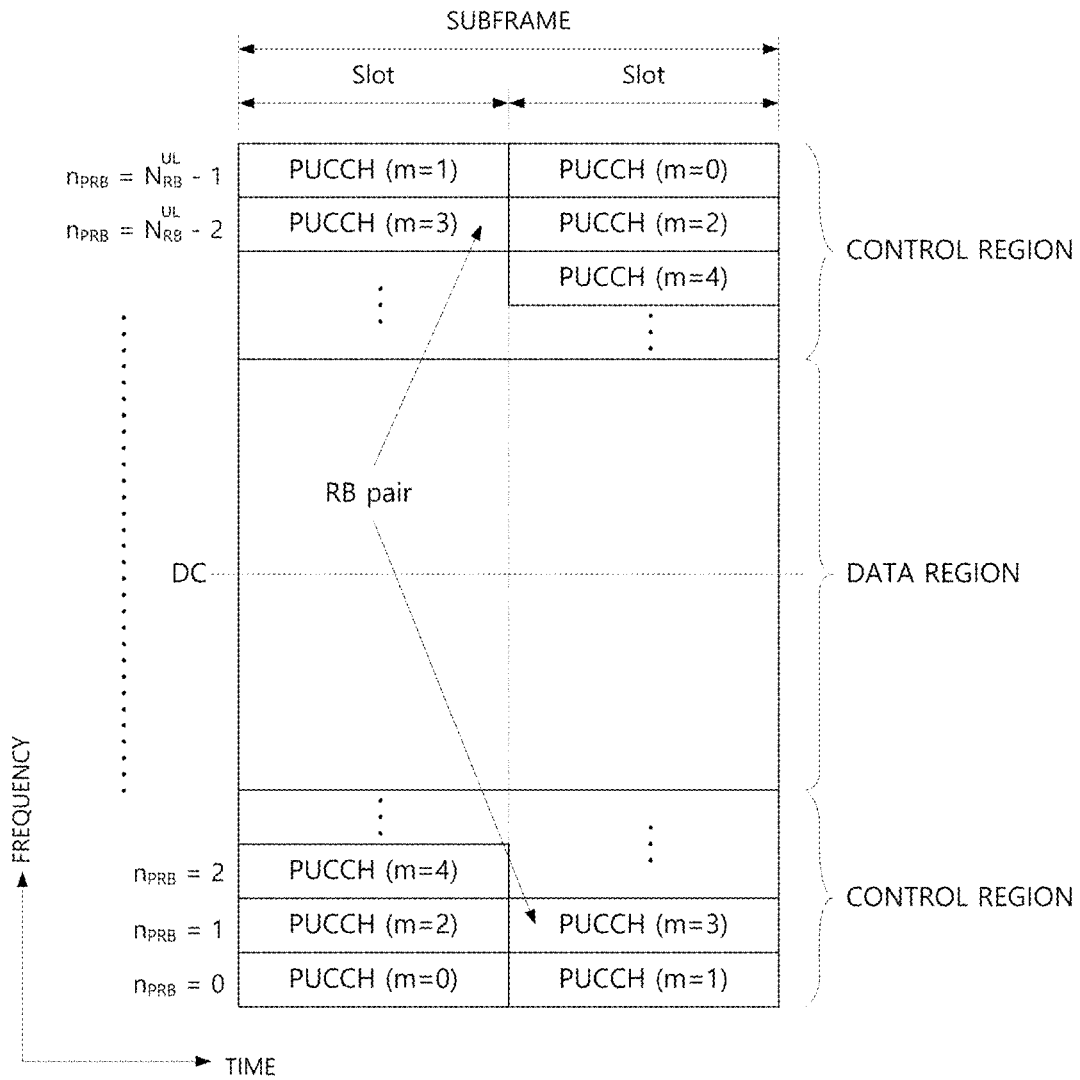 SUBFRAME
Slot Slot
n_PRB = N_RB^UL - 1 PUCCH (m=1) PUCCH (m=0)
n_PRB = N_RB^UL - 2 PUCCH (m=3) PUCCH (m=2)
PUCCH (m=4)
CONTROL REGION
RB pair
DC
DATA REGION
FREQUENCY
n_PRB = 2 PUCCH (m=4)
CONTROL REGION
n_PRB = 1 PUCCH (m=2) PUCCH (m=3)
n_PRB = 0 PUCCH (m=0) PUCCH (m=1)
TIME